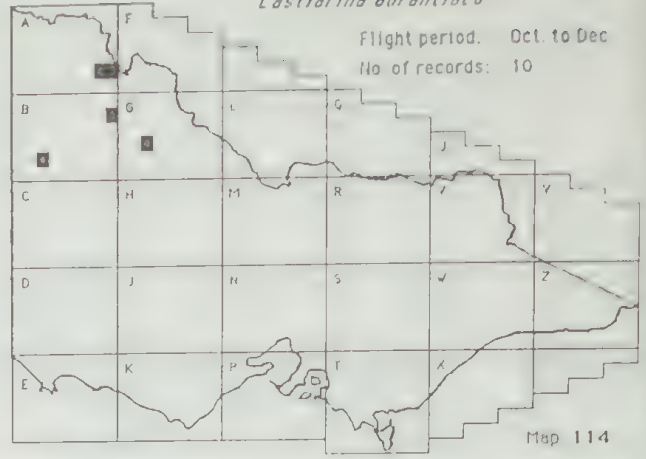 Flight period. Oct. to Dec
No of records: 10
A F
B G L Q J
C H M R V Y
D J N S W Z
E K P T X
Map 114